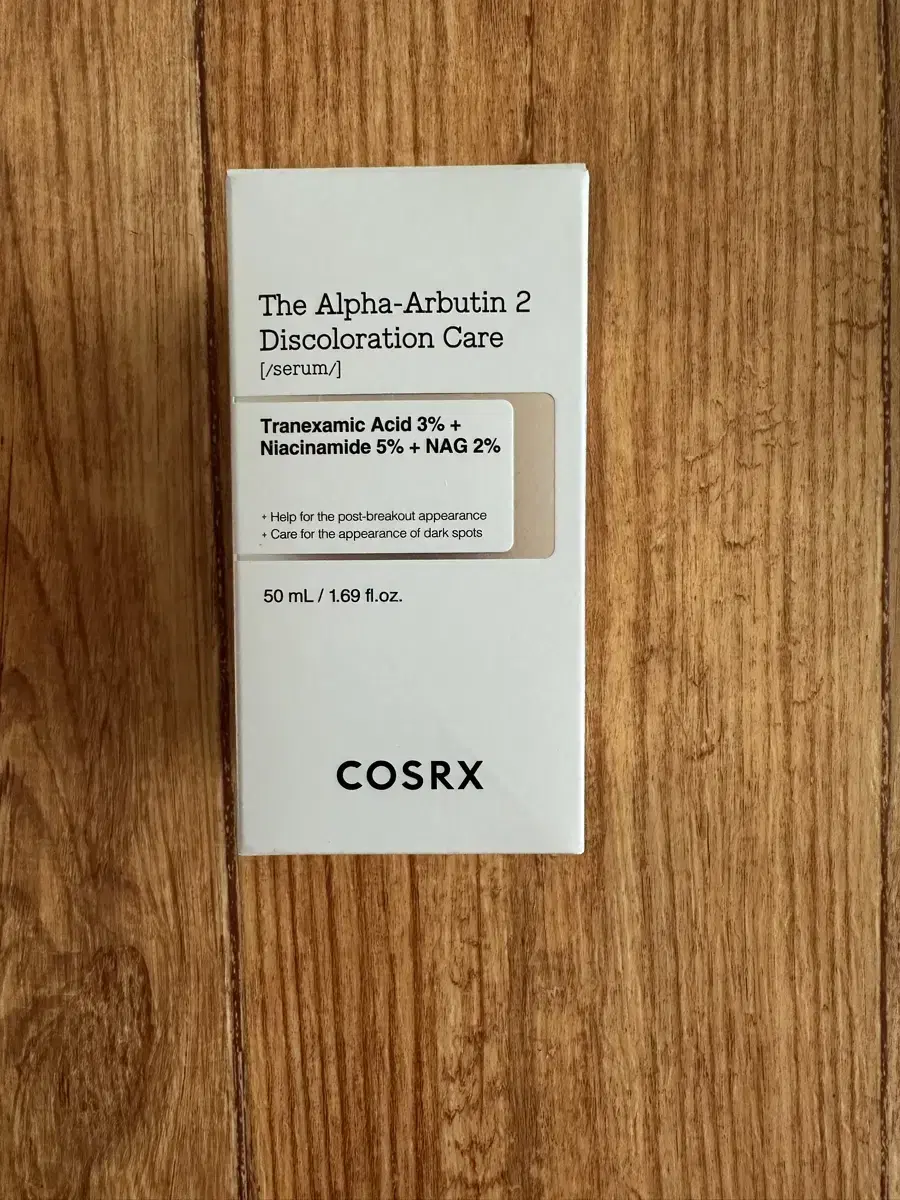 The Alpha-Arbutin 2
Discoloration Care
[/serum/]
Tranexamic Acid 3% +
Niacinamide 5% + NAG 2%
+ Help for the post-breakout appearance
+ Care for the appearance of dark spots
50 mL / 1.69 fl.oz.
COSRX